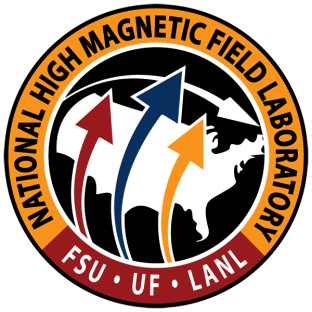 NATIONAL HIGH MAGNETIC FIELD LABORATORY
FSU • UF • LANL